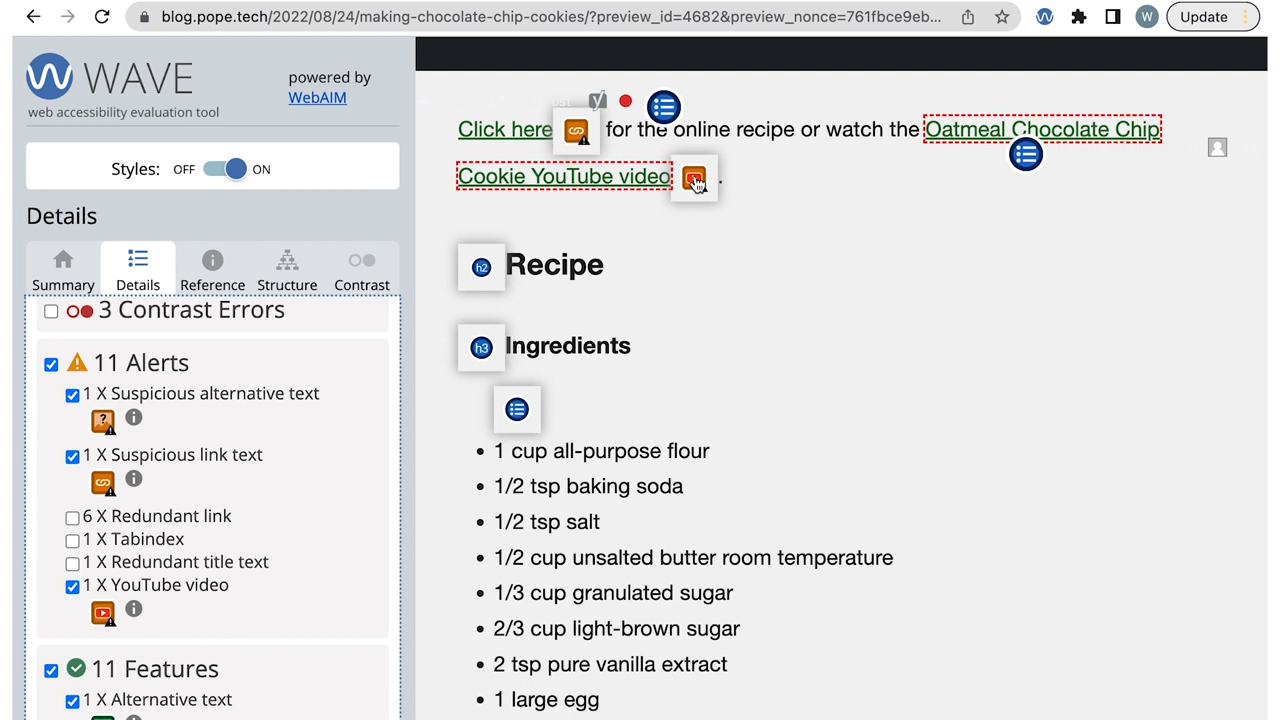 blog.pope.tech/2022/08/24/making-chocolate-chip-cookies/?preview_id=4682&preview_nonce=761fbce9eb...
W
Update
WAVE
web accessibility evaluation tool
powered by
WebAIM
Styles: OFF ON
Details
Summary
Details
Reference
Structure
Contrast
3 Contrast Errors
11 Alerts
1 X Suspicious alternative text
1 X Suspicious link text
6 X Redundant link
1 X Tabindex
1 X Redundant title text
1 X YouTube video
11 Features
1 X Alternative text
Click here for the online recipe or watch the Oatmeal Chocolate Chip
Cookie YouTube video .
h2 Recipe
h3 Ingredients
• 1 cup all-purpose flour
• 1/2 tsp baking soda
• 1/2 tsp salt
• 1/2 cup unsalted butter room temperature
• 1/3 cup granulated sugar
• 2/3 cup light-brown sugar
• 2 tsp pure vanilla extract
• 1 large egg